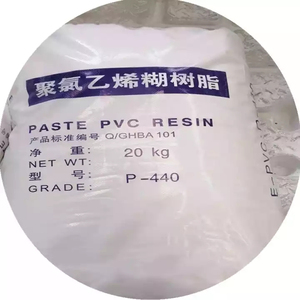 聚氯乙烯糊树脂
PASTE PVC RESIN
产品标准编号 Q/GHBA 101
净 重:
NET WT: 20 kg
型 号:
GRADE: P-440
E-PVC